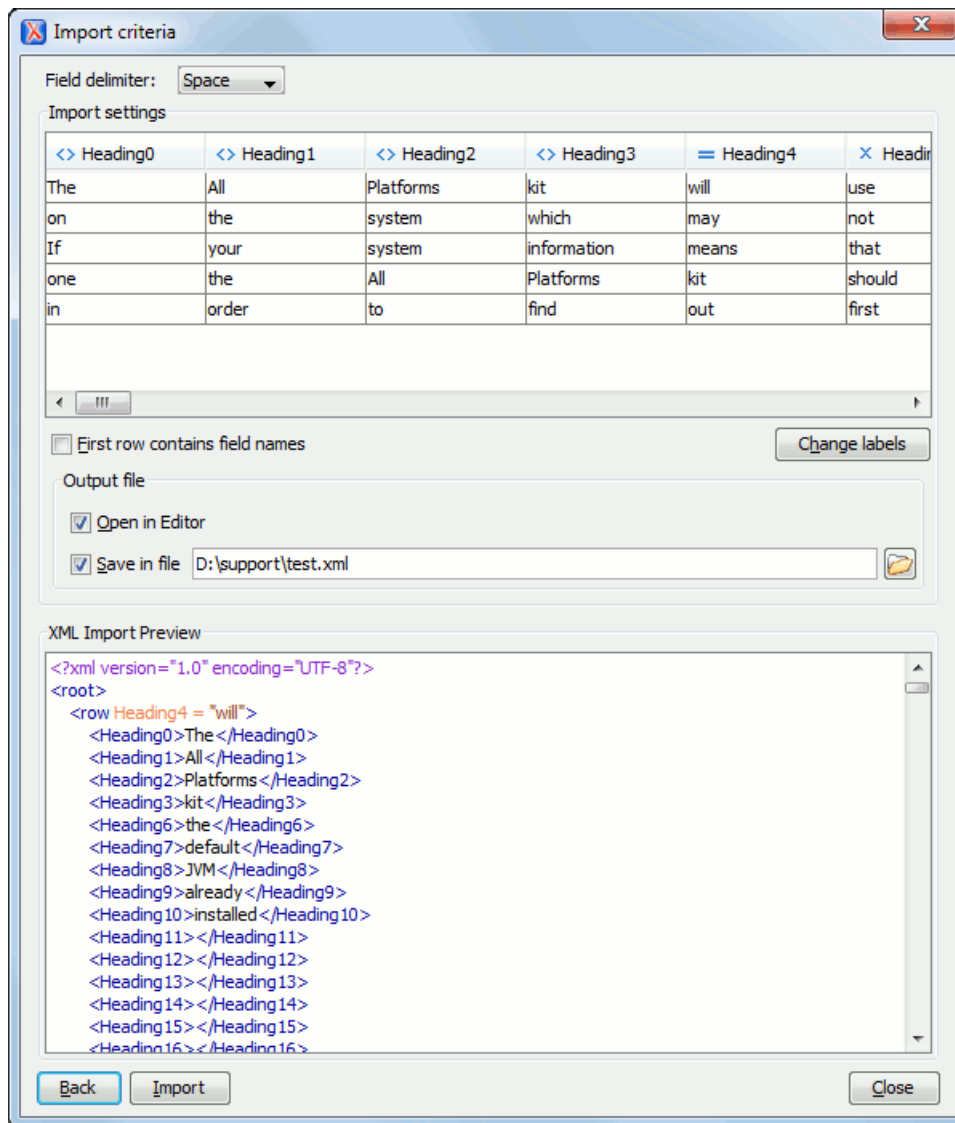 Import criteria
Field delimiter: Space
Import settings
<> Heading0 <> Heading1 <> Heading2 <> Heading3 = Heading4 X Headin
The All Platforms kit will use
on the system which may not
If your system information means that
one the All Platforms kit should
in order to find out first
First row contains field names Change labels
Output file
Open in Editor
Save in file D:\support\test.xml
XML Import Preview
<?xml version="1.0" encoding="UTF-8"?>
<root>
<row Heading4 = "will">
<Heading0>The</Heading0>
<Heading1>All</Heading1>
<Heading2>Platforms</Heading2>
<Heading3>kit</Heading3>
<Heading6>the</Heading6>
<Heading7>default</Heading7>
<Heading8>JVM</Heading8>
<Heading9>already</Heading9>
<Heading10>installed</Heading10>
<Heading11></Heading11>
<Heading12></Heading12>
<Heading13></Heading13>
<Heading14></Heading14>
<Heading15></Heading15>
<Heading16></Heading16>
Back Import Close